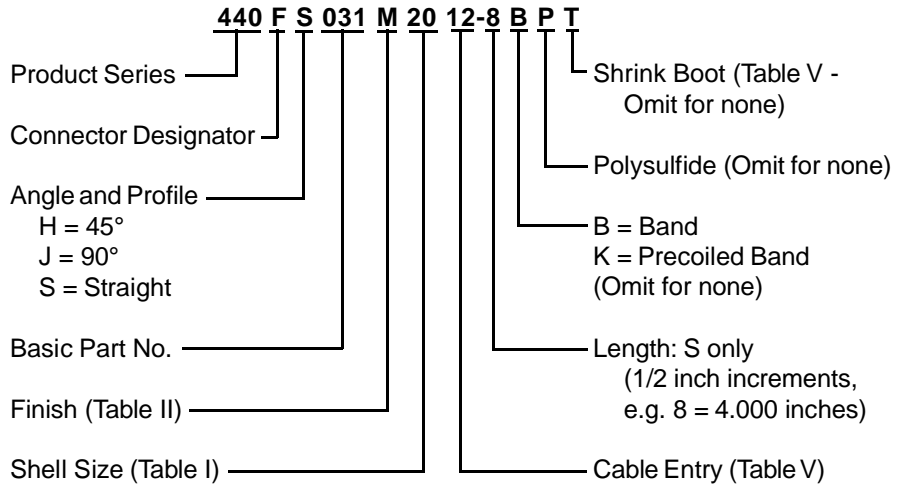 440 F S 031 M 20 12-8 B P T
Product Series
Connector Designator
Angle and Profile
H = 45°
J = 90°
S = Straight
Basic Part No.
Finish (Table II)
Shell Size (Table I)
Shrink Boot (Table V -
Omit for none)
Polysulfide (Omit for none)
B = Band
K = Precoiled Band
(Omit for none)
Length: S only
(1/2 inch increments,
e.g. 8 = 4.000 inches)
Cable Entry (Table V)